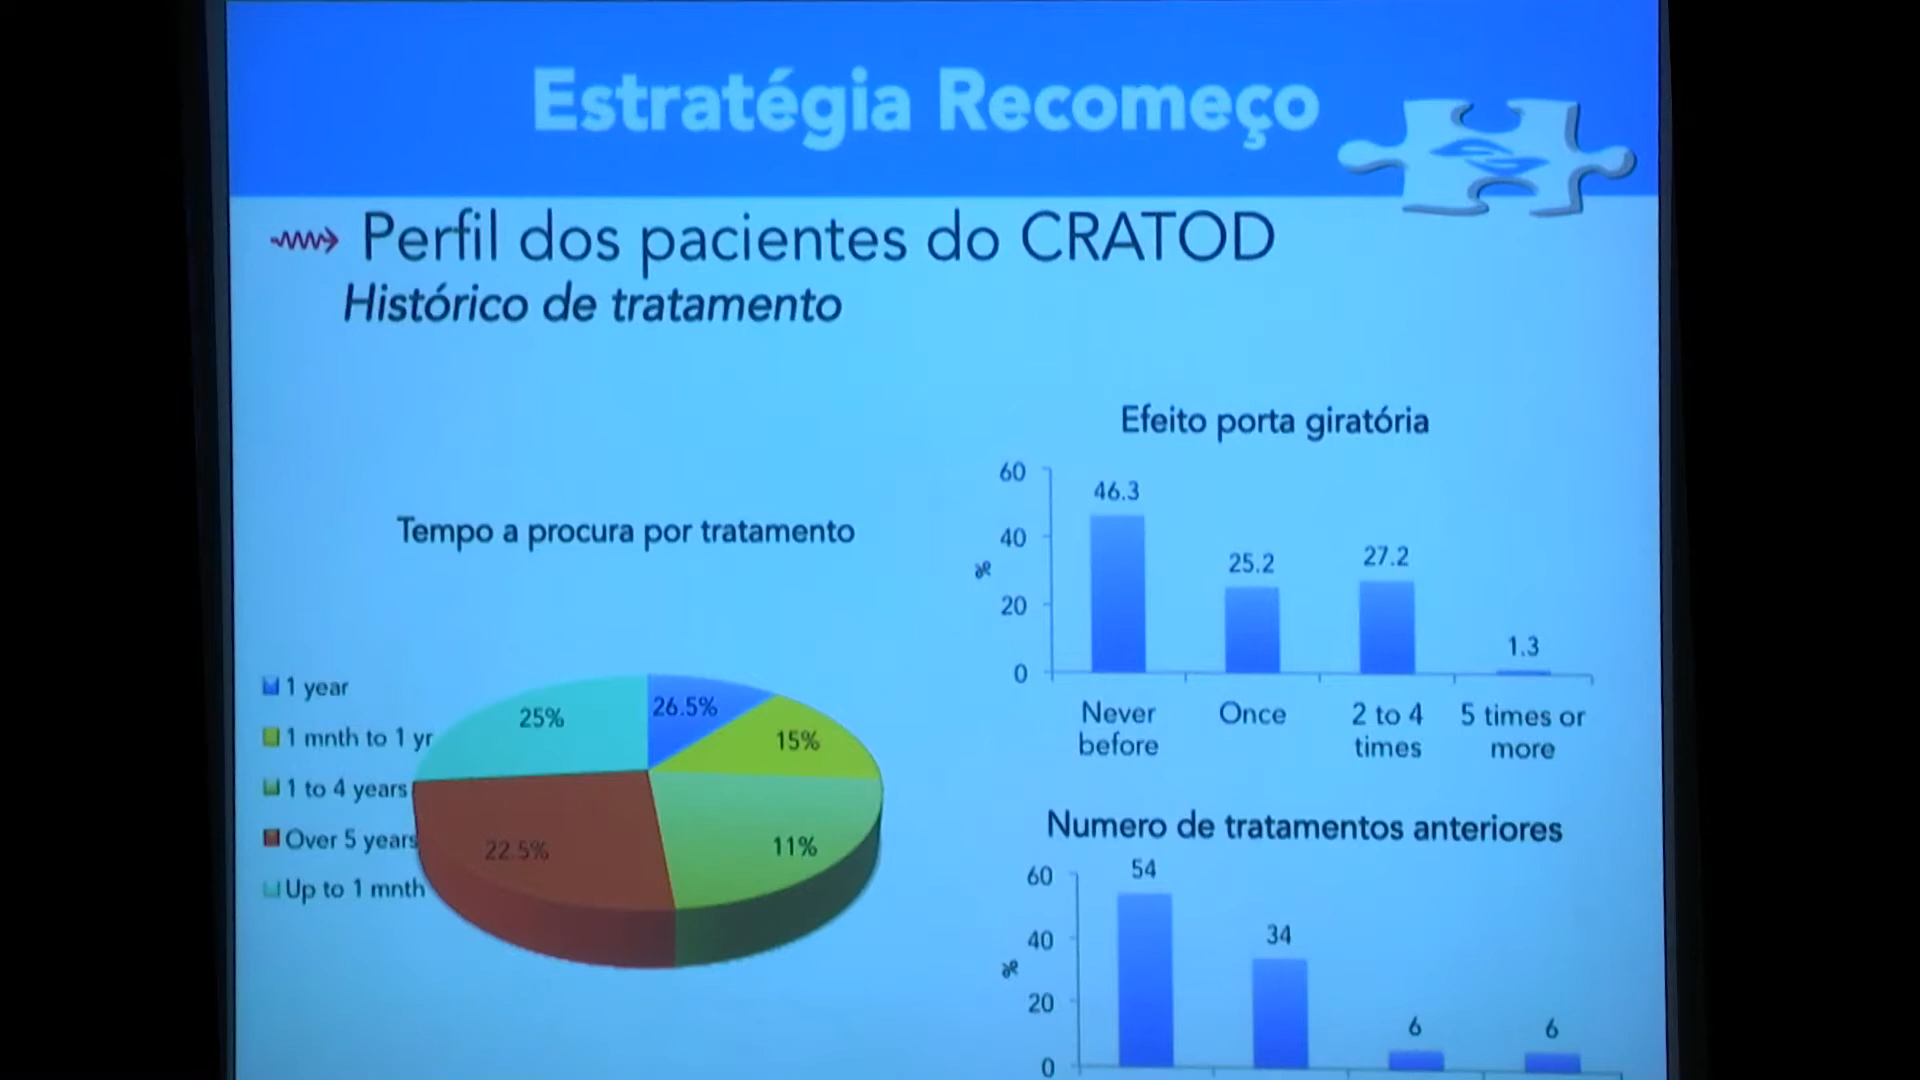 Estratégia Recomeço
Perfil dos pacientes do CRATOD
Histórico de tratamento
Tempo a procura por tratamento
1 year
1 mnth to 1 yr
1 to 4 years
Over 5 years
Up to 1 mnth
26.5%
15%
11%
22.5%
25%
Efeito porta giratória
60
40
20
0
%
46.3
25.2
27.2
1.3
Never before
Once
2 to 4 times
5 times or more
Numero de tratamentos anteriores
60
40
20
0
%
54
34
6
6